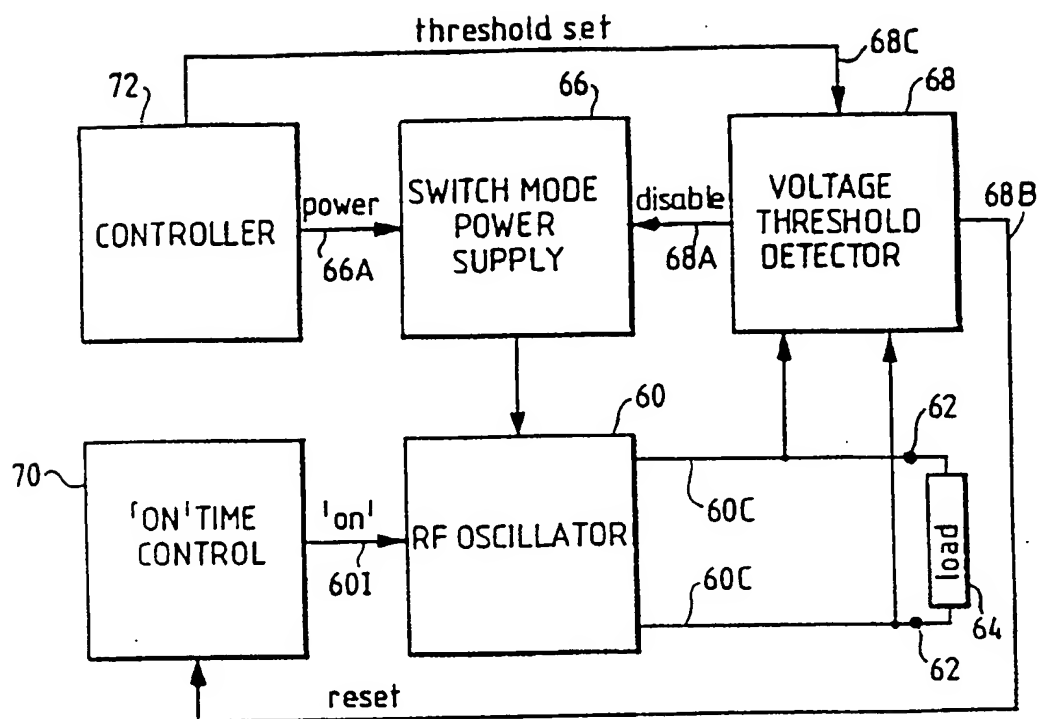 threshold set
68C
72
66
68
CONTROLLER
power
66A
SWITCH MODE
POWER
SUPPLY
disable
68A
VOLTAGE
THRESHOLD
DETECTOR
68B
60
62
70
'ON' TIME
CONTROL
'on'
60I
RF OSCILLATOR
60C
60C
load
64
62
reset